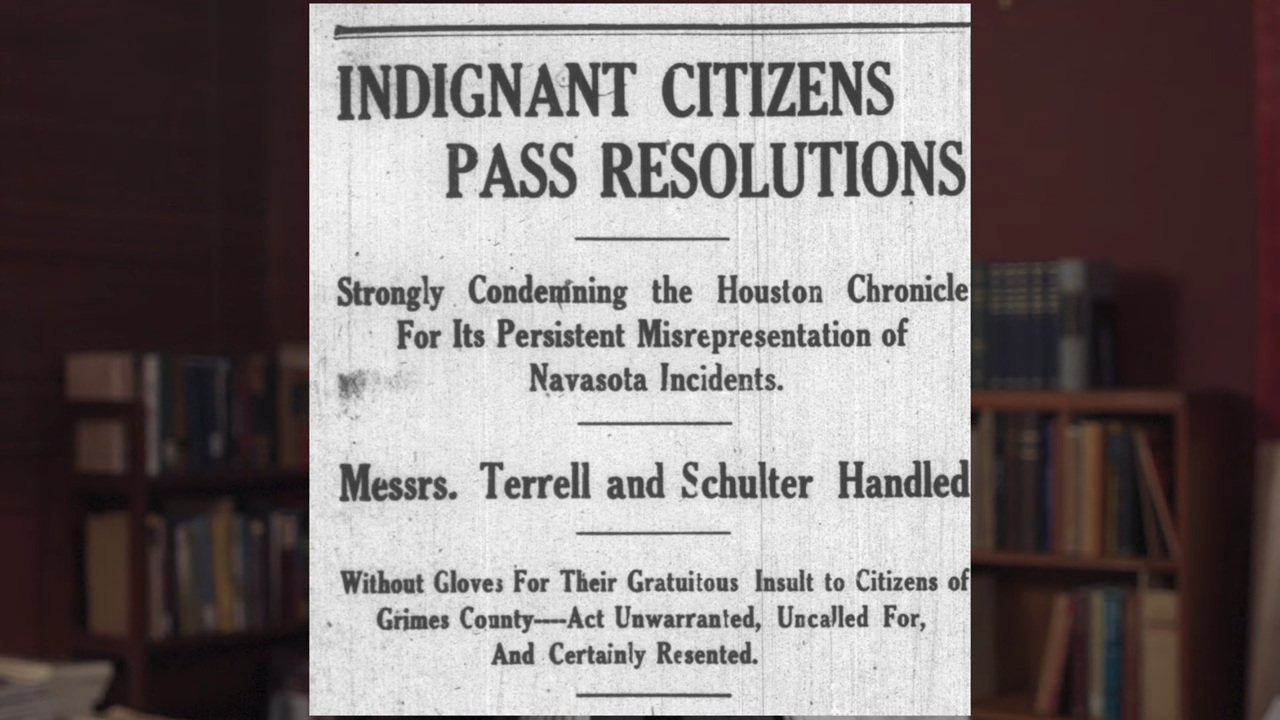 INDIGNANT CITIZENS
PASS RESOLUTIONS
Strongly Condemning the Houston Chronicle
For Its Persistent Misrepresentation of
Navasota Incidents.
Messrs. Terrell and Schulter Handled
Without Gloves For Their Gratuitous Insult to Citizens of
Grimes County—Act Unwarranted, Uncalled For,
And Certainly Resented.